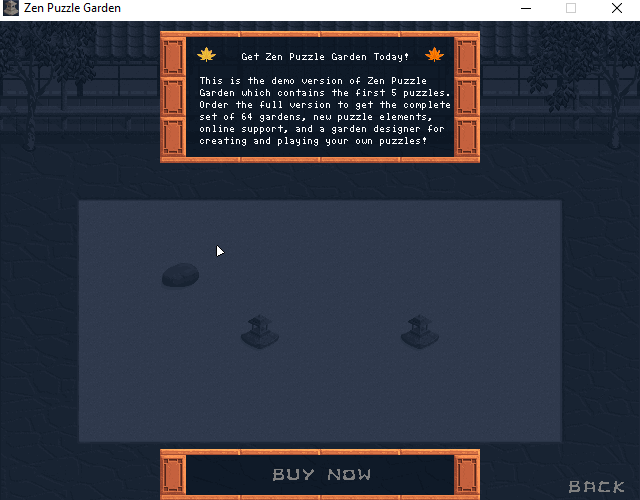 Zen Puzzle Garden
Get Zen Puzzle Garden Today!
This is the demo version of Zen Puzzle
Garden which contains the first 5 puzzles.
Order the full version to get the complete
set of 64 gardens, new puzzle elements,
online support, and a garden designer for
creating and playing your own puzzles!
BUY NOW
BACK